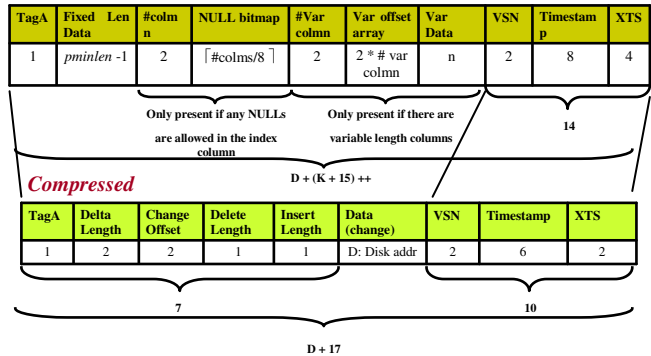 TagA Fixed Len Data #colm n NULL bitmap #Var colmn Var offset array Var Data VSN Timestam p XTS
1 pminlen -1 2 ⌈#colms/8⌉ 2 2 * # var colmn n 2 8 4
Only present if any NULLs are allowed in the index column
Only present if there are variable length columns
14
D + (K + 15) ++
Compressed
TagA Delta Length Change Offset Delete Length Insert Length Data (change) VSN Timestamp XTS
1 2 2 1 1 D: Disk addr 2 6 2
7 10
D + 17